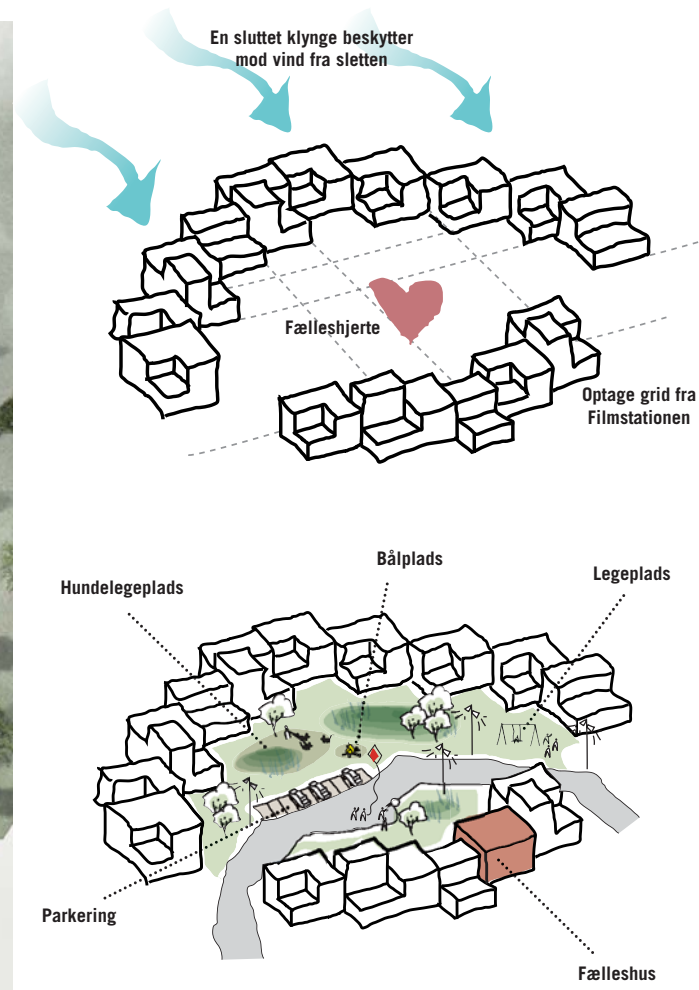 En sluttet klynge beskytter
mod vind fra sletten
Fælleshjerte
Optage grid fra
Filmstationen
Bålplads
Hundelegeplads
Legeplads
Parkering
Fælleshus